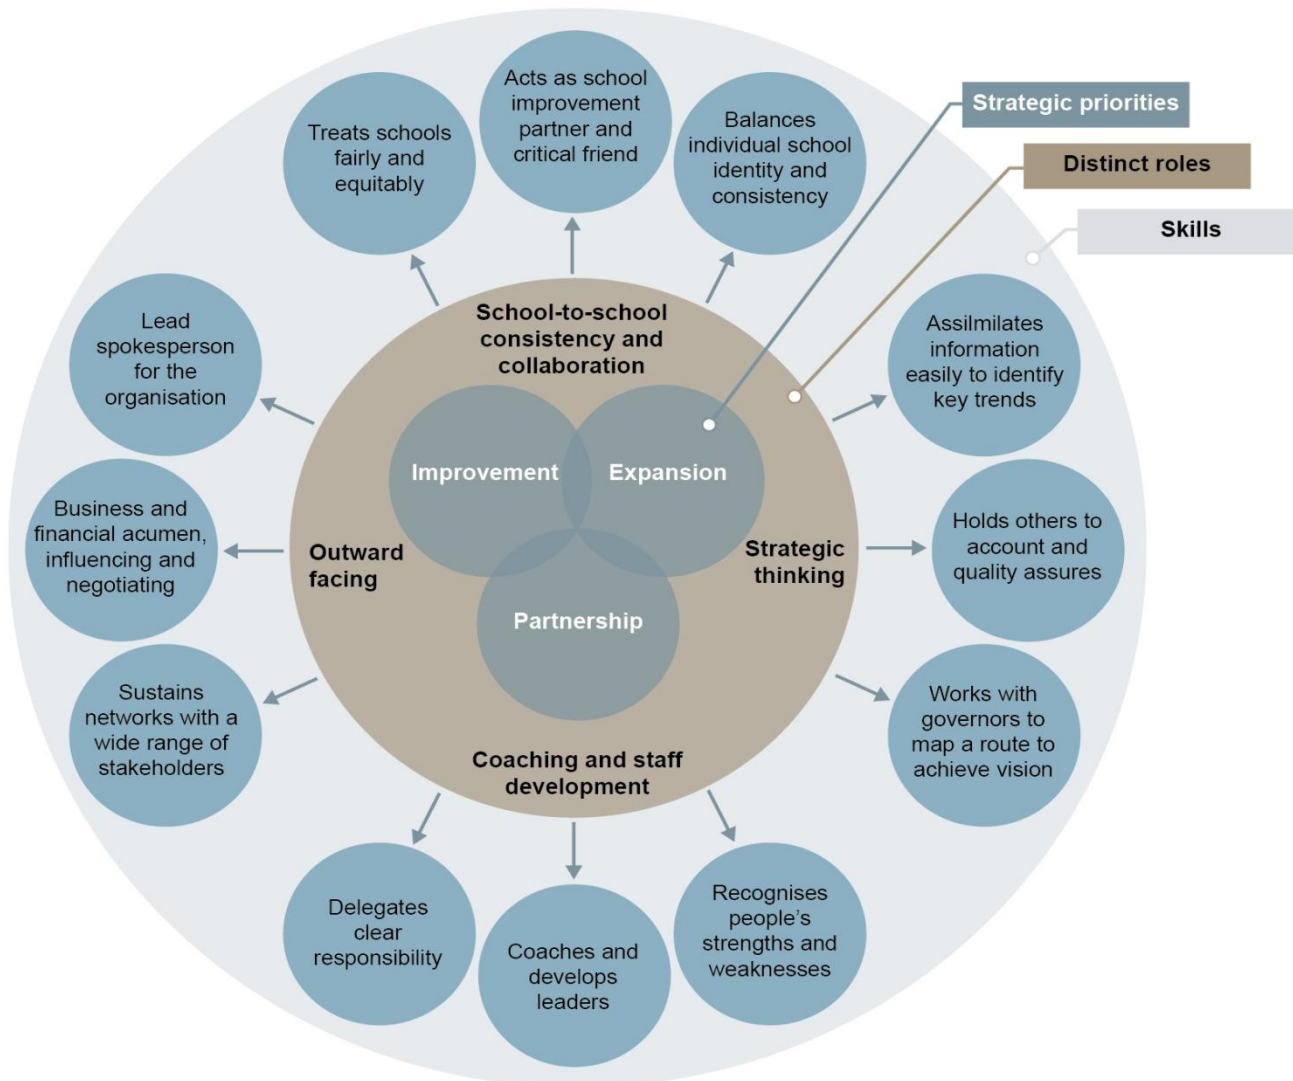 Strategic priorities
Distinct roles
Skills
Acts as school
improvement
partner and
critical friend
Balances
individual school
identity and
consistency
Assilmilates
information
easily to identify
key trends
Holds others to
account and
quality assures
Works with
governors to
map a route to
achieve vision
Recognises
people’s
strengths and
weaknesses
Coaches and
develops
leaders
Delegates
clear
responsibility
Sustains
networks with a
wide range of
stakeholders
Business and
financial acumen,
influencing and
negotiating
Lead
spokesperson
for the
organisation
Treats schools
fairly and
equitably
School-to-school
consistency and
collaboration
Strategic
thinking
Coaching and staff
development
Outward
facing
Improvement
Expansion
Partnership